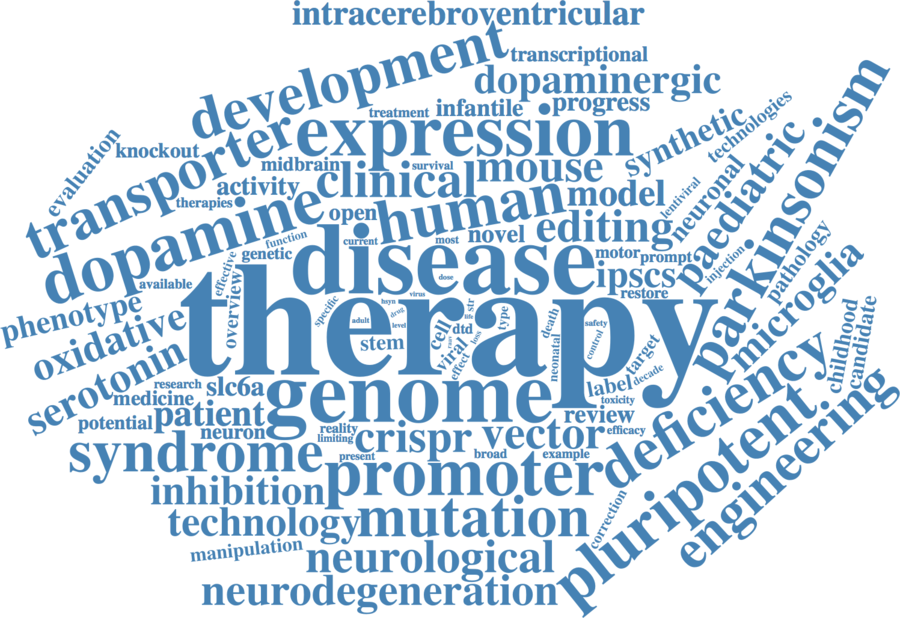 intracerebroventricular
transcriptional
development
dopaminergic
treatment
infantile
progress
technologies
evaluation
knockout
transporter
expression
synthetic
midbrain
survival
mouse
paediatric
parkinsonism
activity
clinical
therapies
human
model
lentiviral
neuronal
dopamine
open
novel
editing
function
current
most
genetic
disease
motor
prompt
injection
pathology
available
effective
ipscs
restore
microglia
phenotype
overview
therapy
dose
virus
hsyn
drug
specific
adult
level
stem
cell
dtd
str
life
type
viral
effect
loss
death
neonatal
safety
control
target
decade
label
toxicity
childhood
candidate
oxidative
serotonin
research
slc6a
medicine
genome
deficiency
potential
patient
review
neuron
reality
limiting
crispr
vector
efficacy
syndrome
present
broad
example
promoter
pluripotent
engineering
inhibition
correction
technology
mutation
manipulation
neurological
neurodegeneration